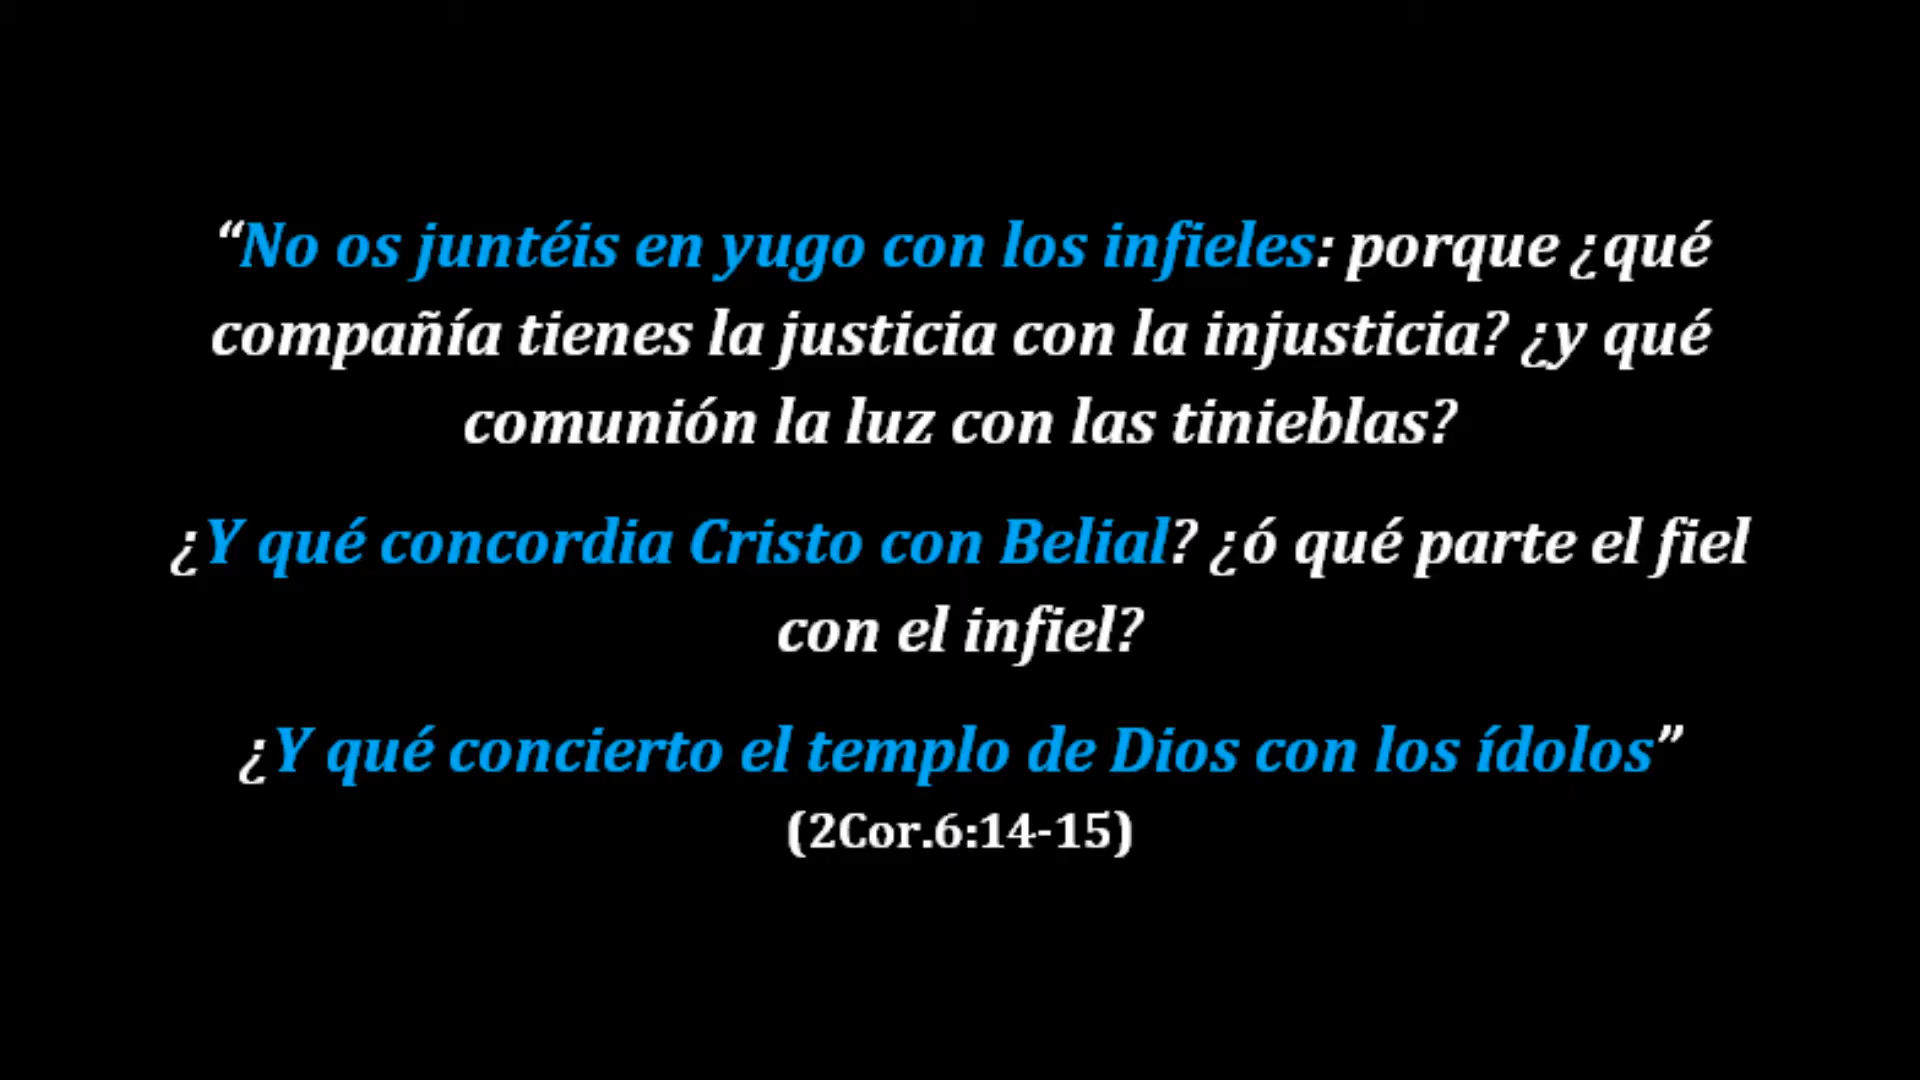 “No os juntéis en yugo con los infieles: porque ¿qué
compañía tienes la justicia con la injusticia? ¿y qué
comunión la luz con las tinieblas?
¿Y qué concordia Cristo con Belial? ¿ó qué parte el fiel
con el infiel?
¿Y qué concierto el templo de Dios con los ídolos”
(2Cor.6:14-15)